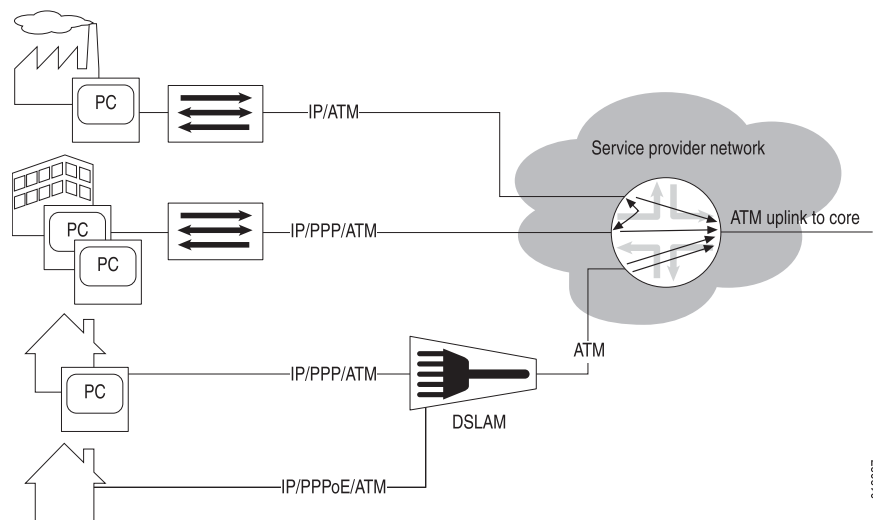 PC
IP/ATM
Service provider network
PC
PC
IP/PPP/ATM
ATM uplink to core
PC
IP/PPP/ATM
ATM
DSLAM
IP/PPPoE/ATM